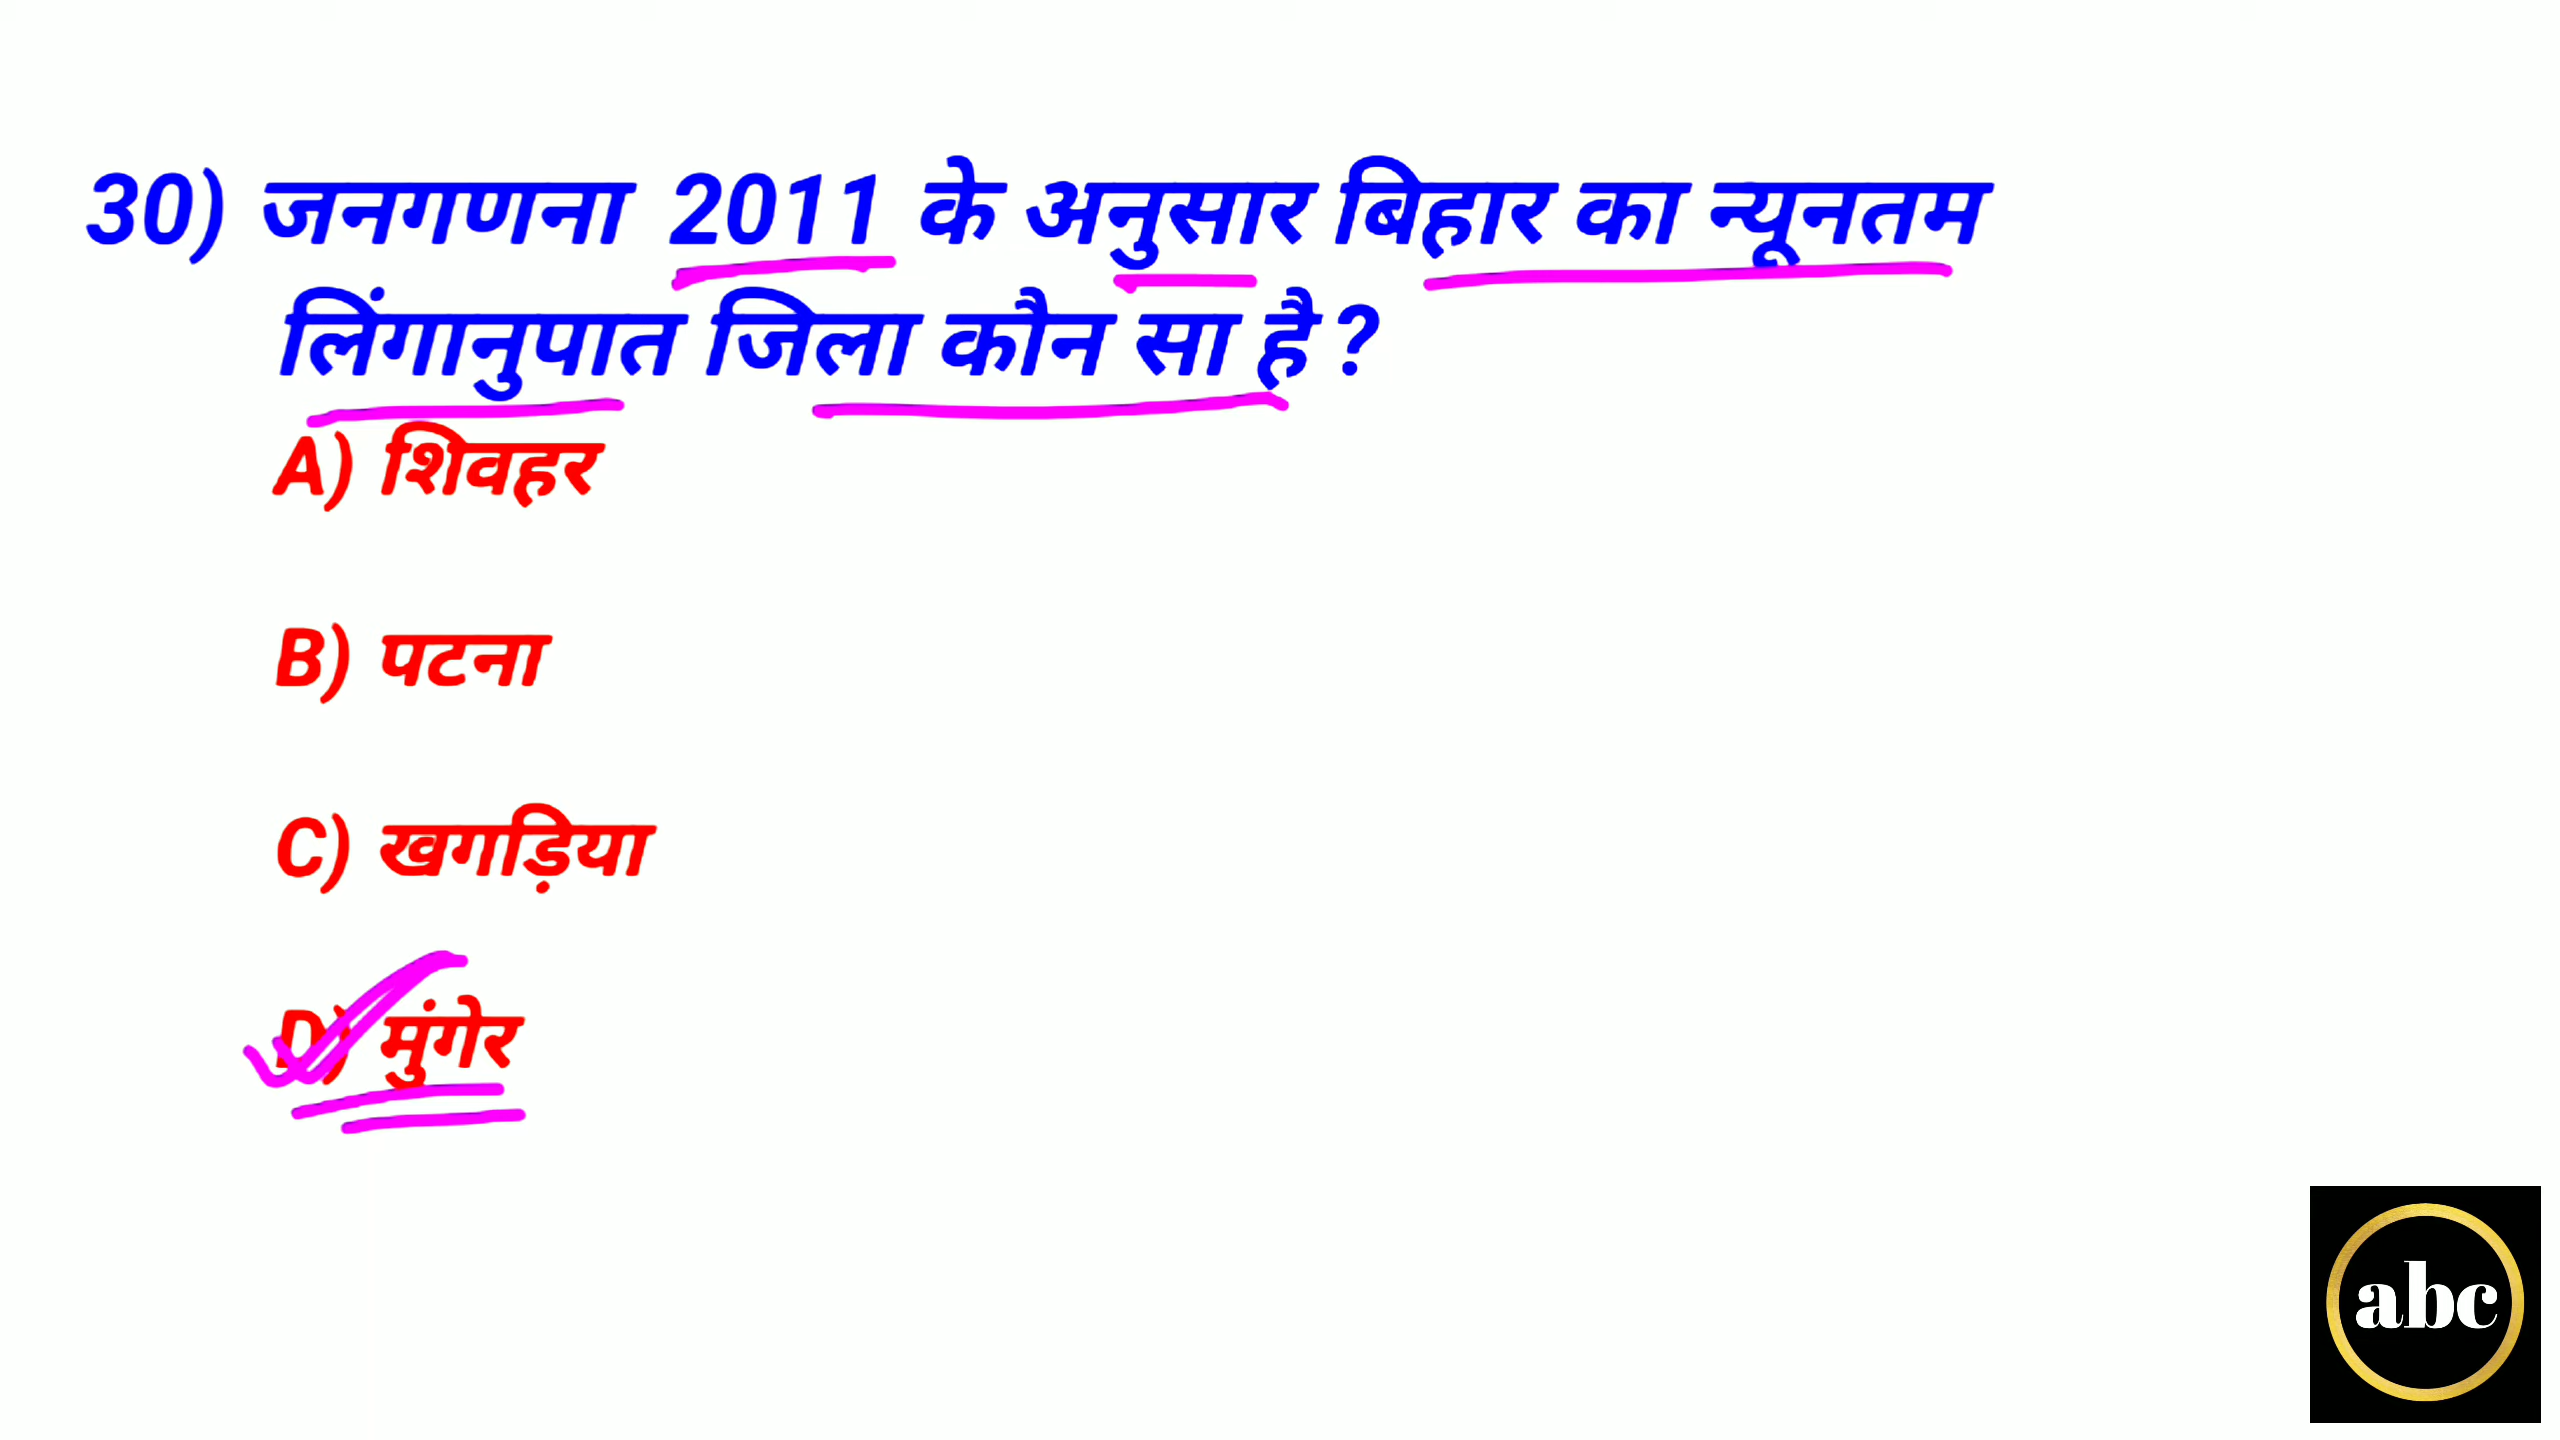 30) जनगणना 2011 के अनुसार बिहार का न्यूनतम
लिंगानुपात जिला कौन सा है ?
A) शिवहर
B) पटना
C) खगड़िया
D) मुंगेर
abc